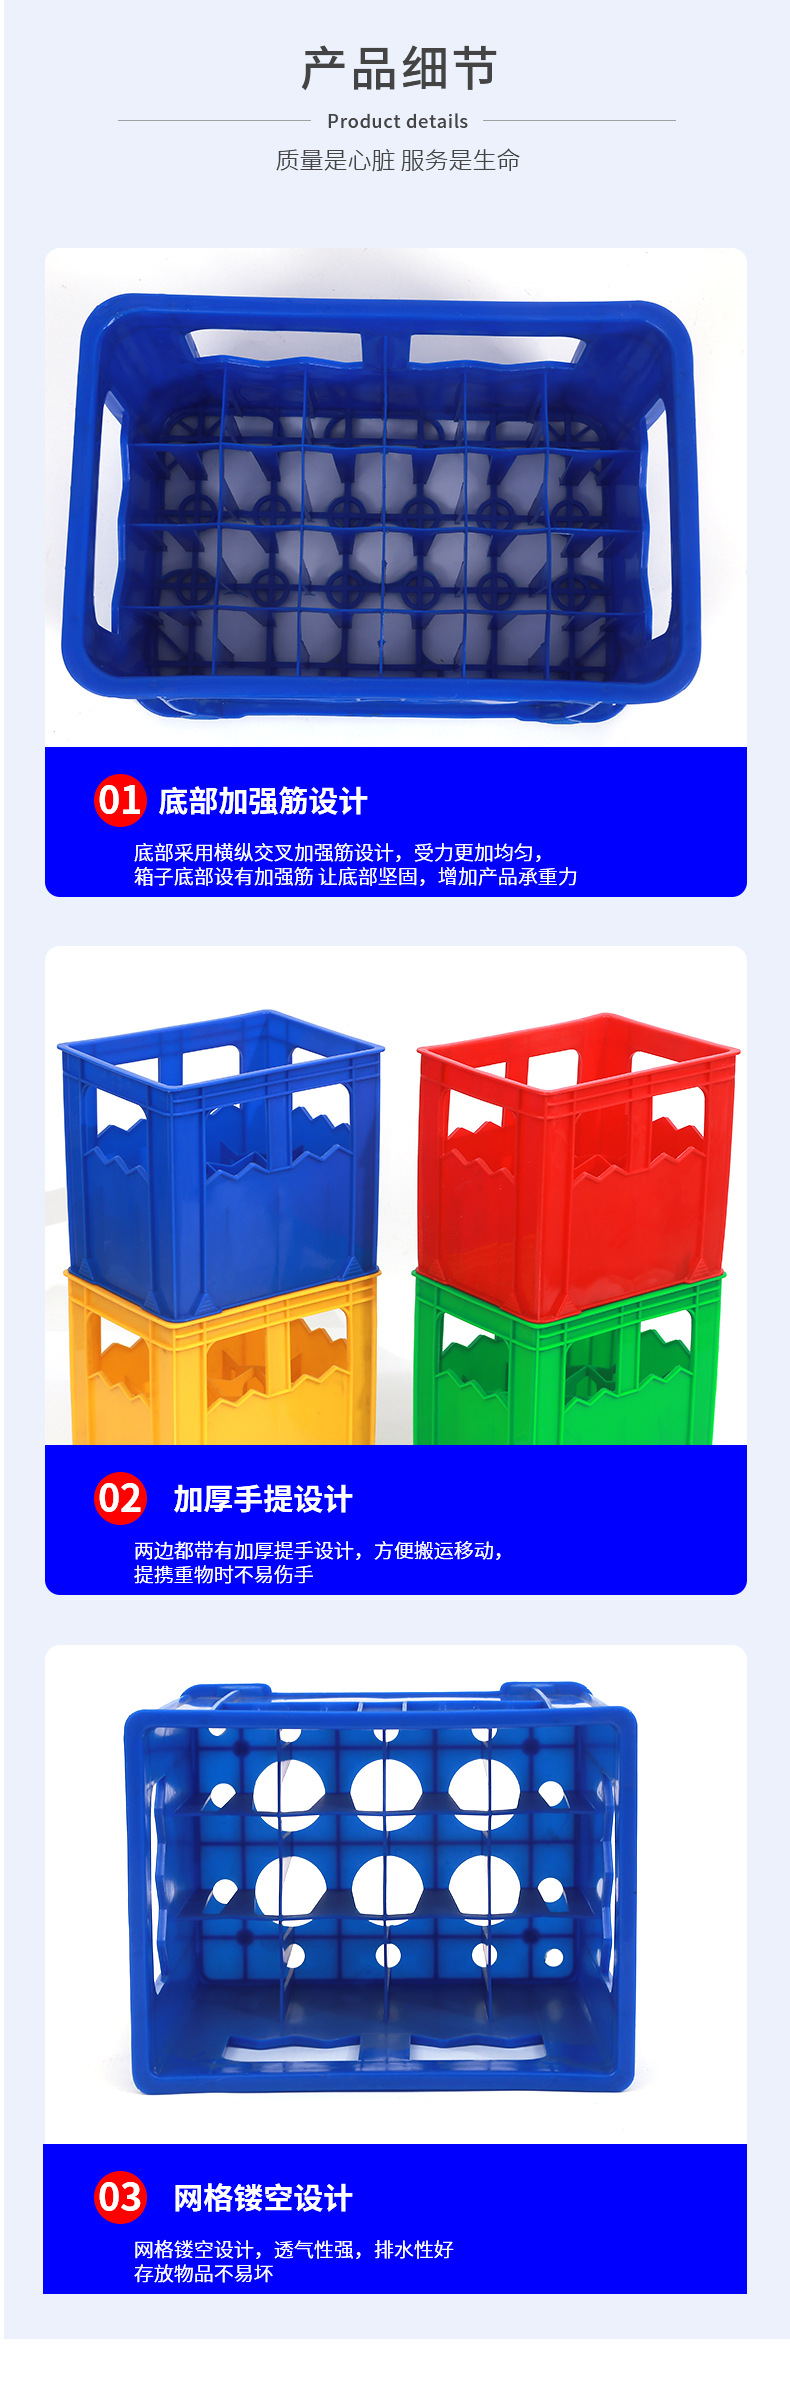 产品细节
Product details
质量是心脏 服务是生命
01 底部加强筋设计
底部采用横纵交叉加强筋设计，受力更加均匀，
箱子底部设有加强筋 让底部坚固，增加产品承重力
02 加厚手提设计
两边都带有加厚提手设计，方便搬运移动，
提携重物时不易伤手
03 网格镂空设计
网格镂空设计，透气性强，排水性好
存放物品不易坏